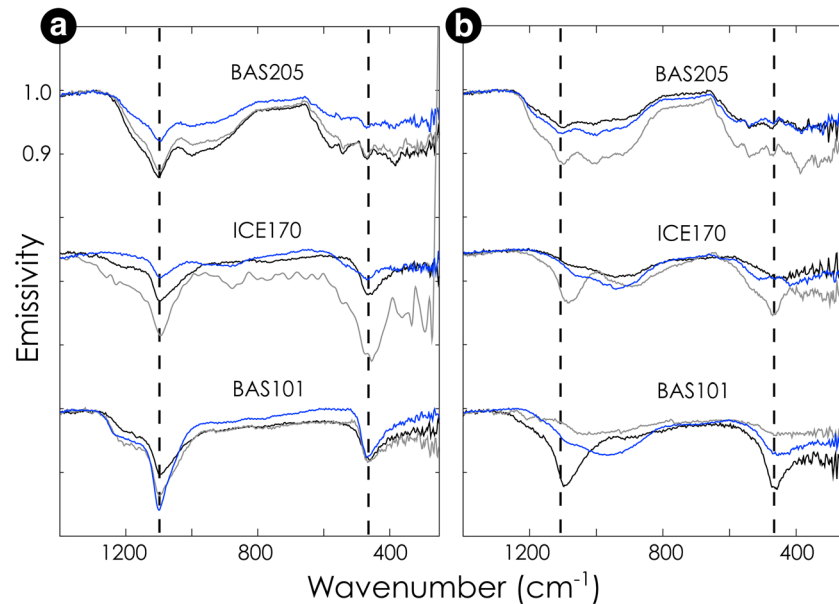 a
b
BAS205
BAS205
1.0
0.9
ICE170
ICE170
Emissivity
BAS101
BAS101
1200
800
400
1200
800
400
Wavenumber (cm⁻¹)